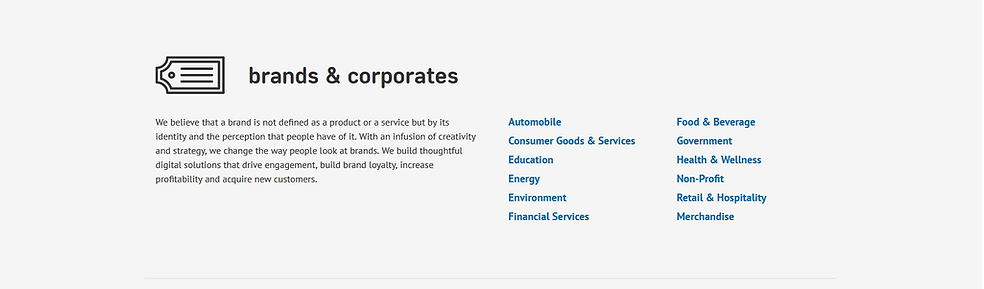 brands & corporates
We believe that a brand is not defined as a product or a service but by its
identity and the perception that people have of it. With an infusion of creativity
and strategy, we change the way people look at brands. We build thoughtful
digital solutions that drive engagement, build brand loyalty, increase
profitability and acquire new customers.
Automobile
Consumer Goods & Services
Education
Energy
Environment
Financial Services
Food & Beverage
Government
Health & Wellness
Non-Profit
Retail & Hospitality
Merchandise